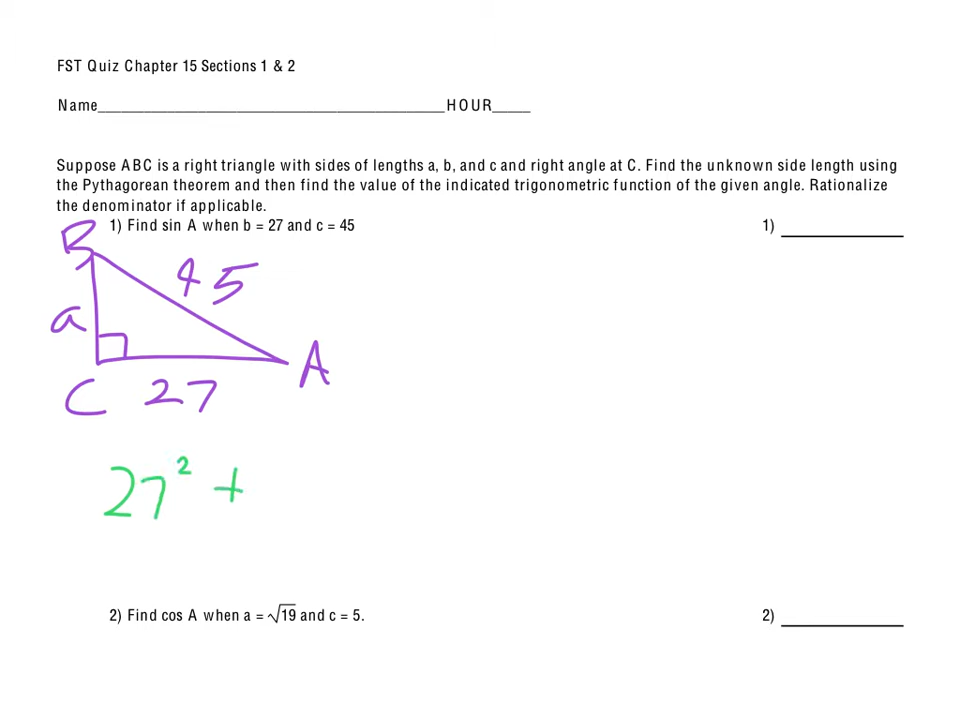 FST Quiz Chapter 15 Sections 1 & 2
Name_____________________________________________HOUR_____
Suppose ABC is a right triangle with sides of lengths a, b, and c and right angle at C. Find the unknown side length using
the Pythagorean theorem and then find the value of the indicated trigonometric function of the given angle. Rationalize
the denominator if applicable.
1) Find sin A when b = 27 and c = 45
1) ________________
B
45
a
A
C 27
27² +
2) Find cos A when a = √19 and c = 5.
2) ________________